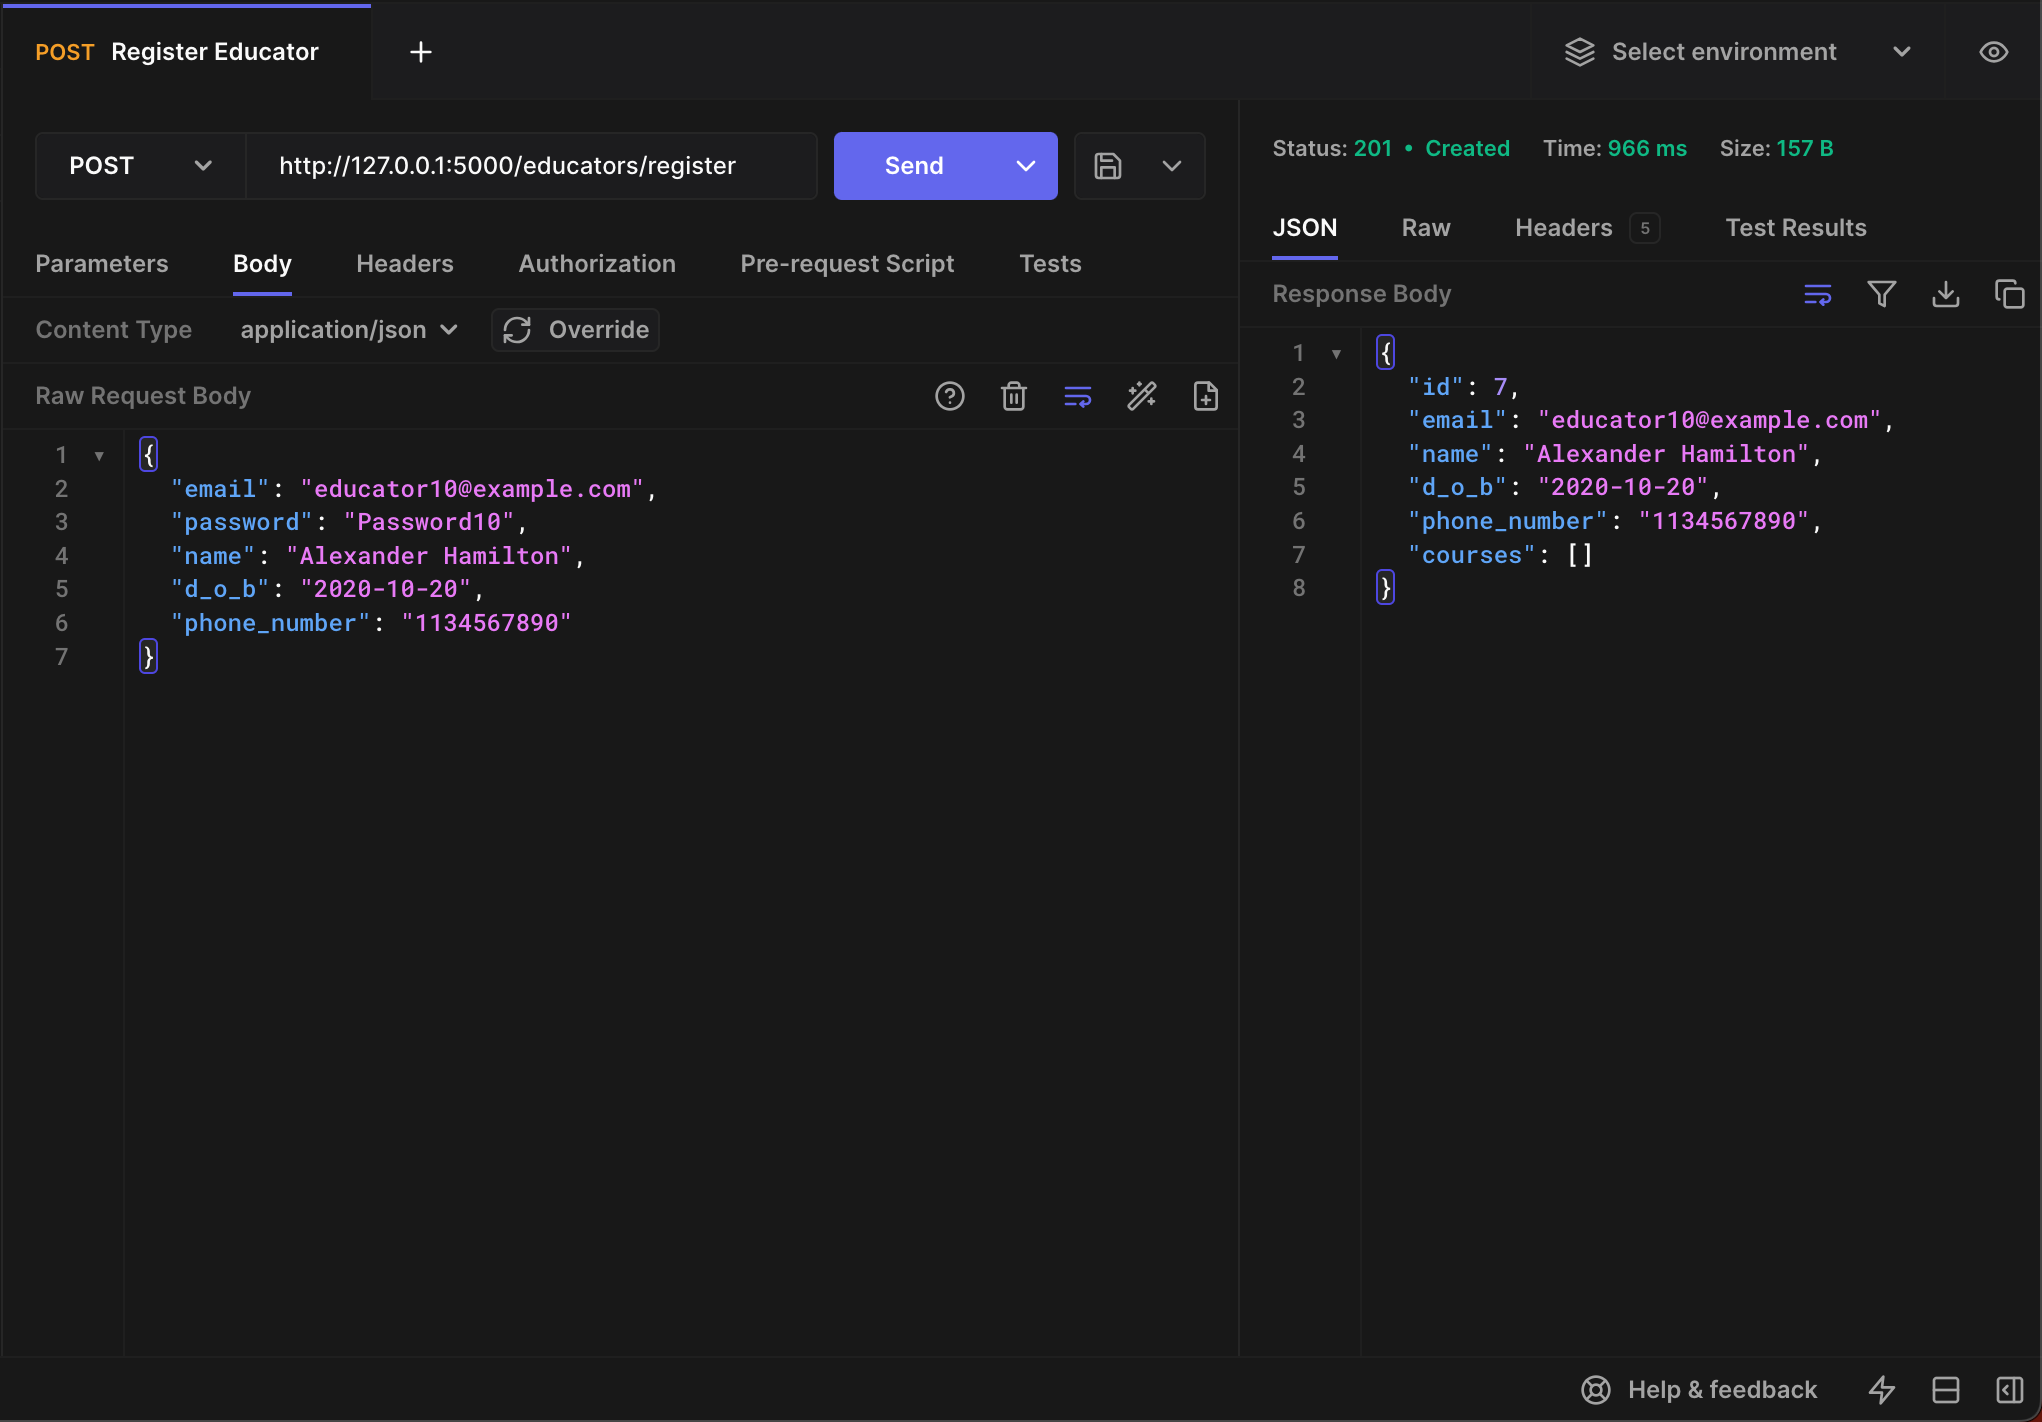 POST Register Educator
Select environment
POST http://127.0.0.1:5000/educators/register Send
Parameters Body Headers Authorization Pre-request Script Tests
Content Type application/json Override
Raw Request Body
1 {
2 "email": "educator10@example.com",
3 "password": "Password10",
4 "name": "Alexander Hamilton",
5 "d_o_b": "2020-10-20",
6 "phone_number": "1134567890"
7 }
Status: 201 • Created Time: 966 ms Size: 157 B
JSON Raw Headers 5 Test Results
Response Body
1 {
2 "id": 7,
3 "email": "educator10@example.com",
4 "name": "Alexander Hamilton",
5 "d_o_b": "2020-10-20",
6 "phone_number": "1134567890",
7 "courses": []
8 }
Help & feedback